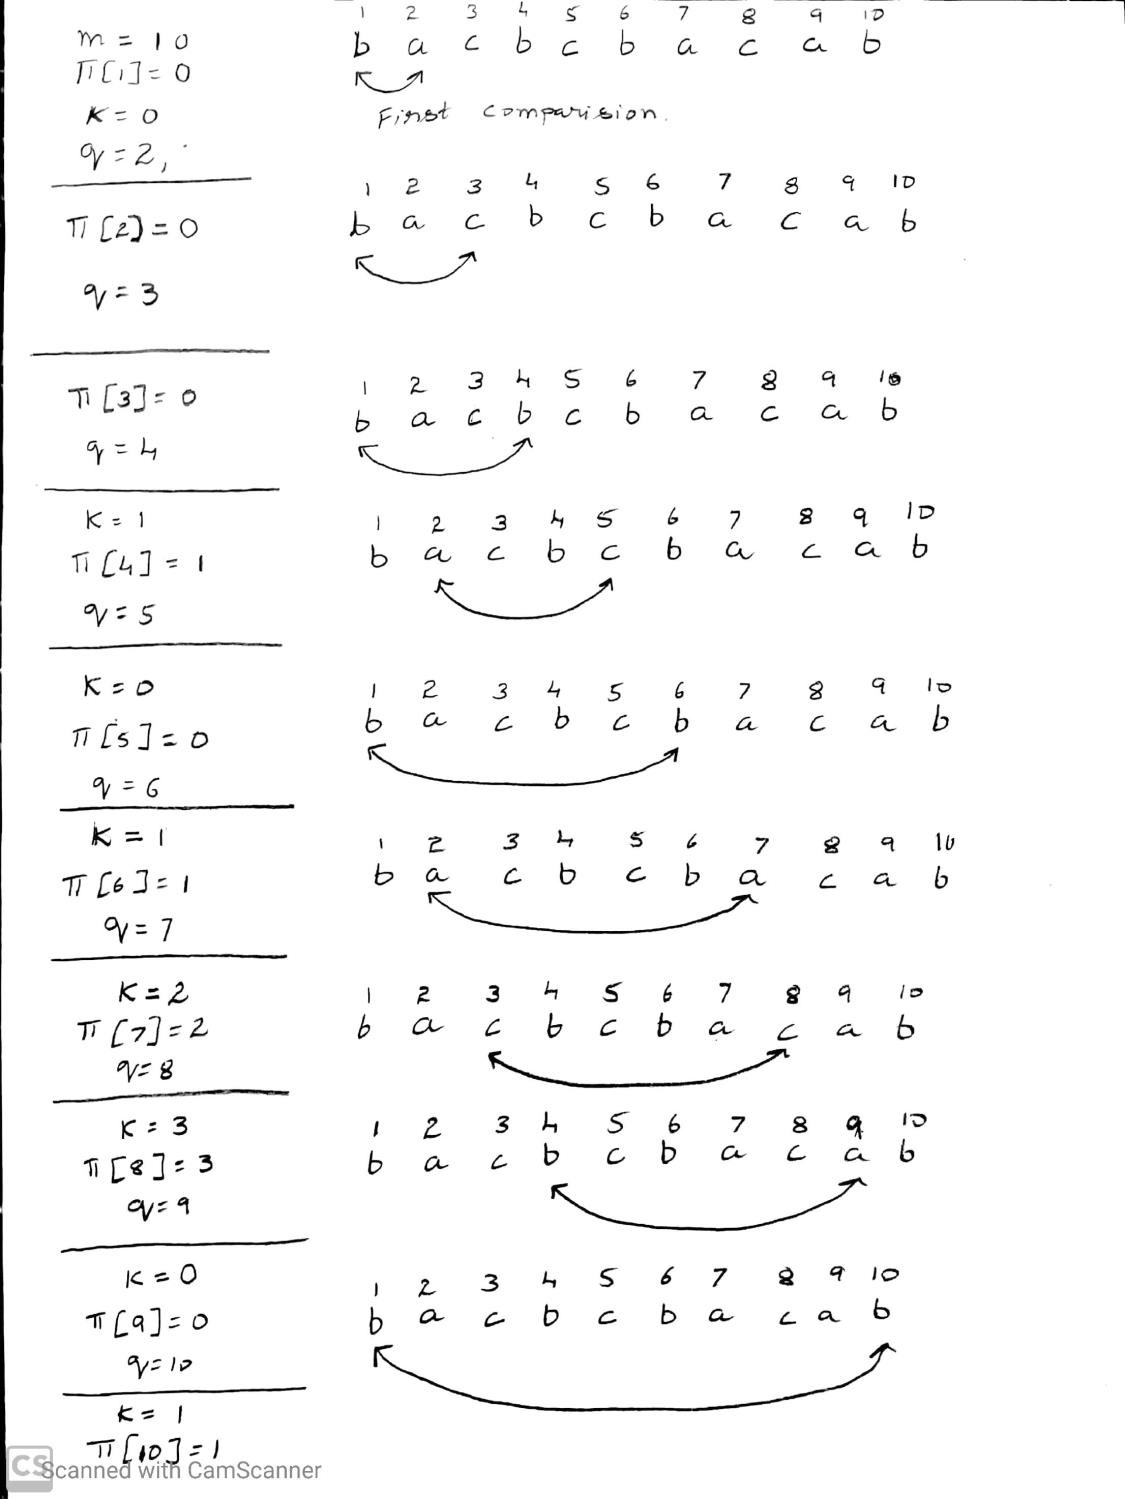 1 2 3 4 5 6 7 8 9 10
m = 10 b a c b c b a c a b
π[1]= 0
K = 0 First comparision.
q = 2,
1 2 3 4 5 6 7 8 9 10
π [2] = 0 b a c b c b a c a b
q = 3
1 2 3 4 5 6 7 8 9 10
π [3] = 0 b a c b c b a c a b
q = 4
K = 1 1 2 3 4 5 6 7 8 9 10
π [4] = 1 b a c b c b a c a b
q = 5
K = 0 1 2 3 4 5 6 7 8 9 10
π [5] = 0 b a c b c b a c a b
q = 6
K = 1 1 2 3 4 5 6 7 8 9 10
π [6] = 1 b a c b c b a c a b
q = 7
K = 2 1 2 3 4 5 6 7 8 9 10
π [7] = 2 b a c b c b a c a b
q = 8
K = 3 1 2 3 4 5 6 7 8 9 10
π [8] = 3 b a c b c b a c a b
q = 9
K = 0 1 2 3 4 5 6 7 8 9 10
π [9] = 0 b a c b c b a c a b
q = 10
K = 1
π [10] = 1
CS Scanned with CamScanner